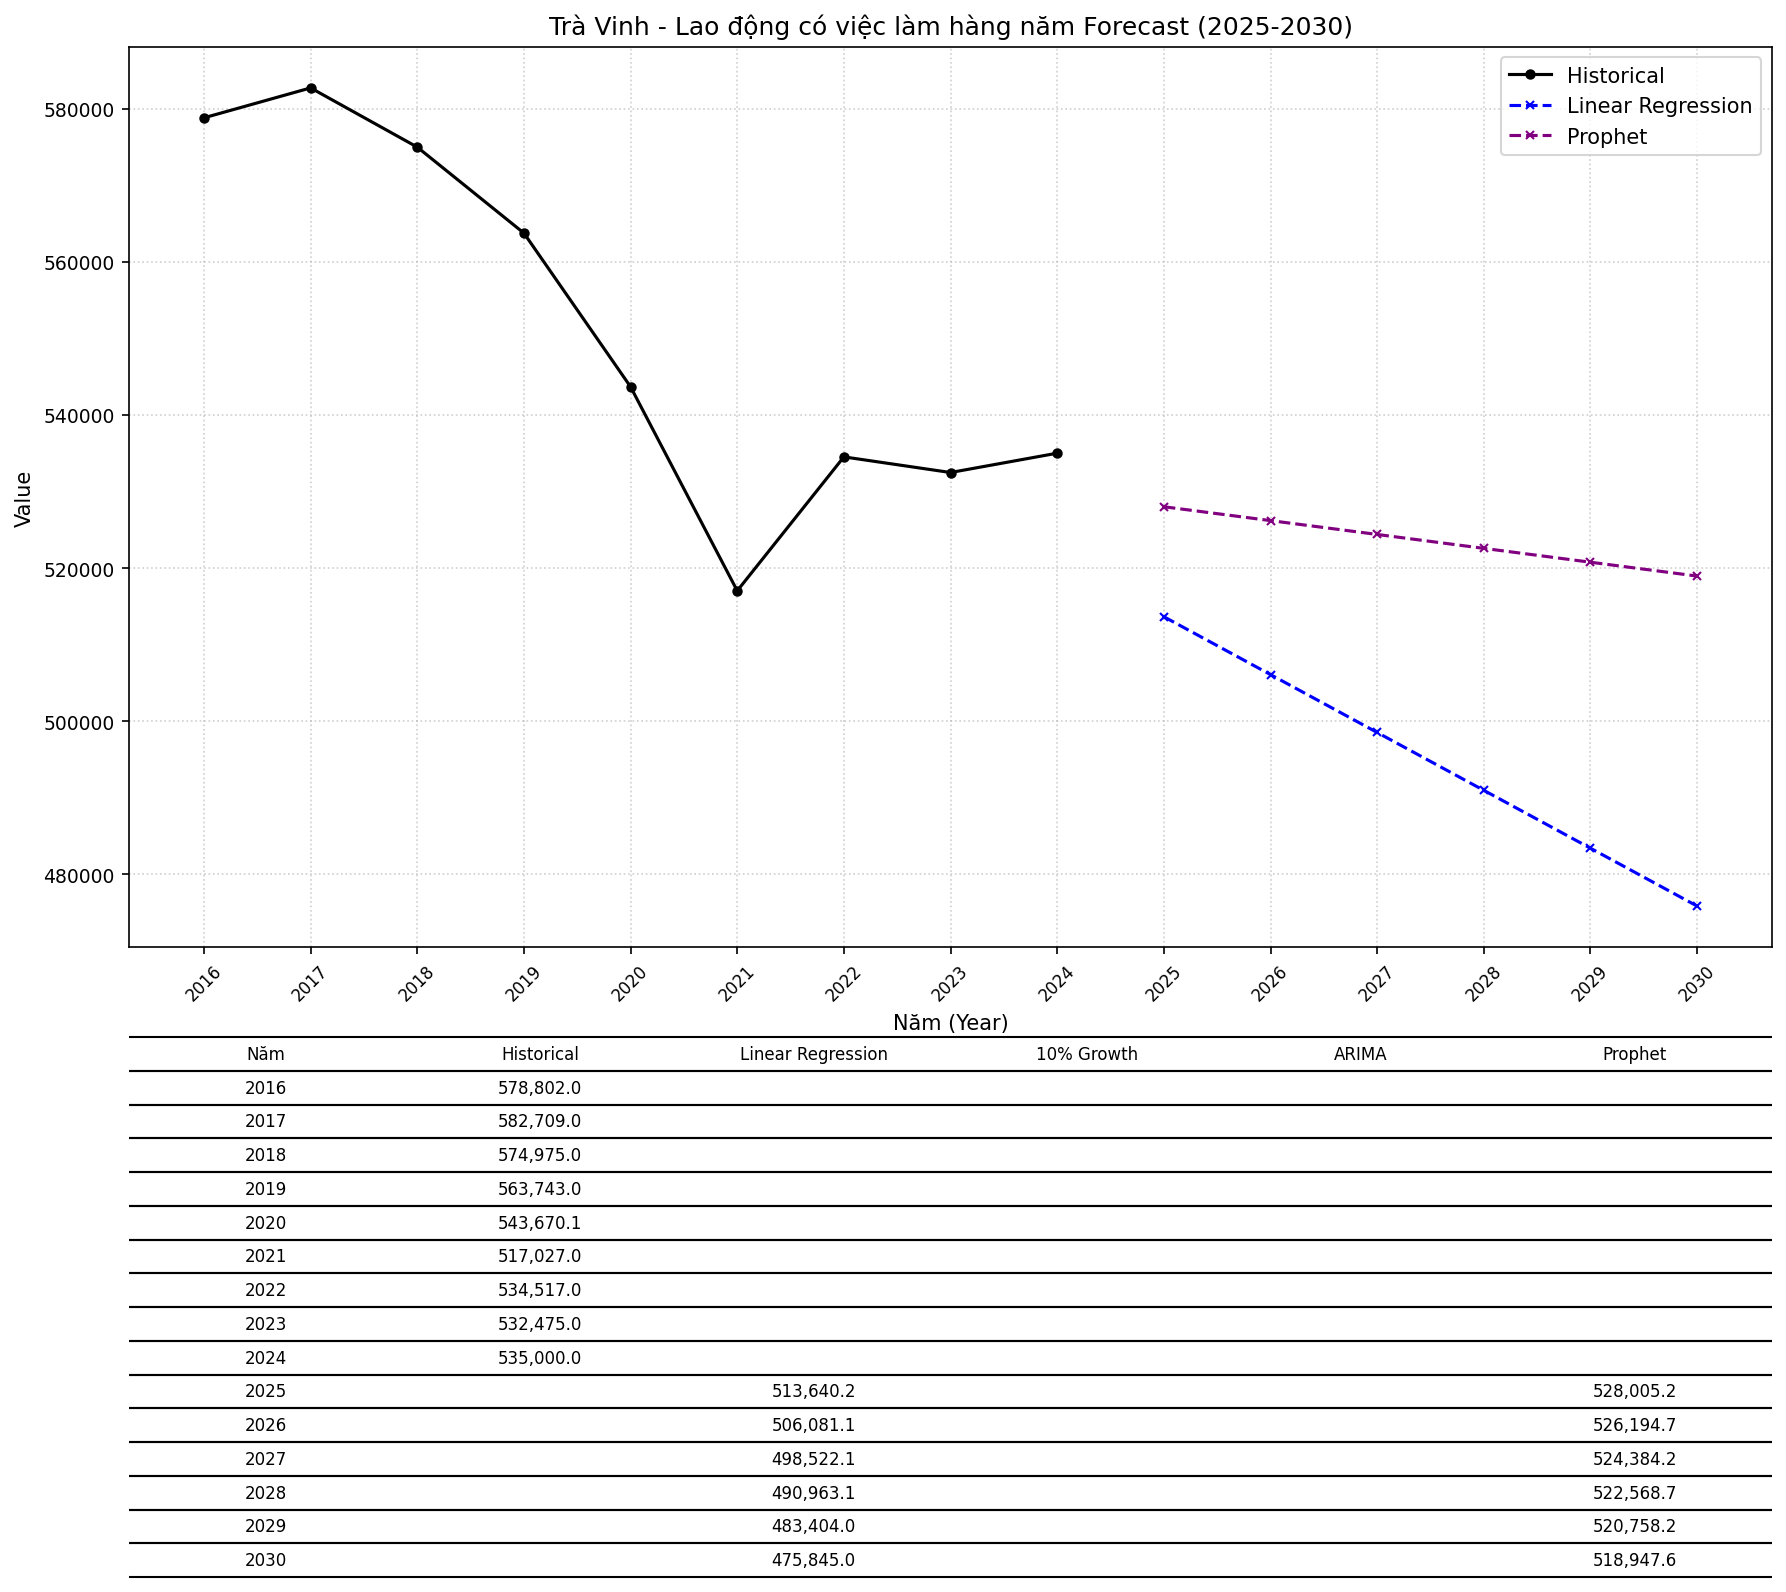 Trà Vinh - Lao động có việc làm hàng năm Forecast (2025-2030)
Historical
Linear Regression
Prophet
Value
580000
560000
540000
520000
500000
480000
2016 2017 2018 2019 2020 2021 2022 2023 2024 2025 2026 2027 2028 2029 2030
Năm (Year)
Năm Historical Linear Regression 10% Growth ARIMA Prophet
2016 578,802.0
2017 582,709.0
2018 574,975.0
2019 563,743.0
2020 543,670.1
2021 517,027.0
2022 534,517.0
2023 532,475.0
2024 535,000.0
2025 513,640.2 528,005.2
2026 506,081.1 526,194.7
2027 498,522.1 524,384.2
2028 490,963.1 522,568.7
2029 483,404.0 520,758.2
2030 475,845.0 518,947.6